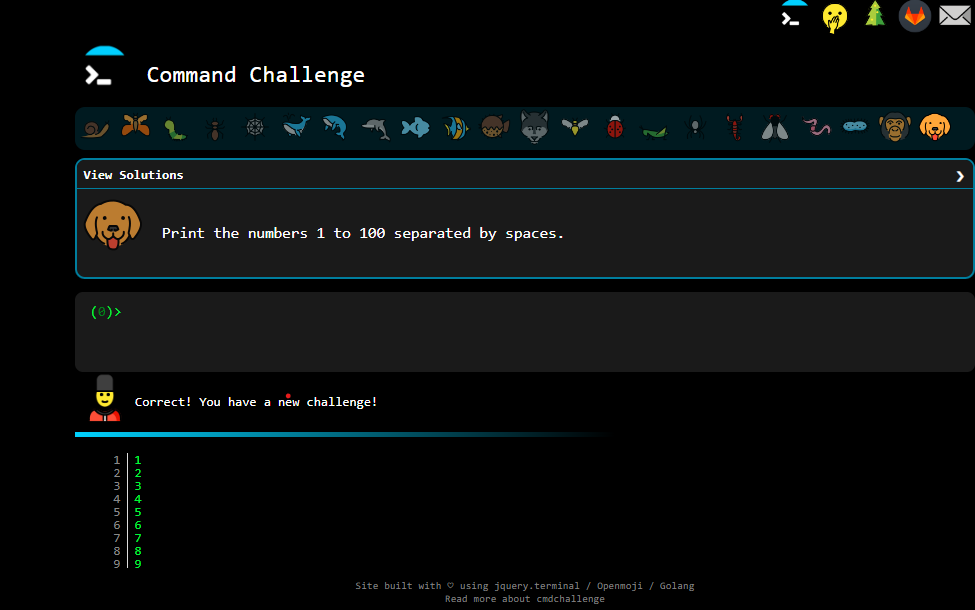 Command Challenge
View Solutions
Print the numbers 1 to 100 separated by spaces.
(0)>
Correct! You have a new challenge!
1 1
2 2
3 3
4 4
5 5
6 6
7 7
8 8
9 9
Site built with ♡ using jquery.terminal / Openmoji / Golang
Read more about cmdchallenge